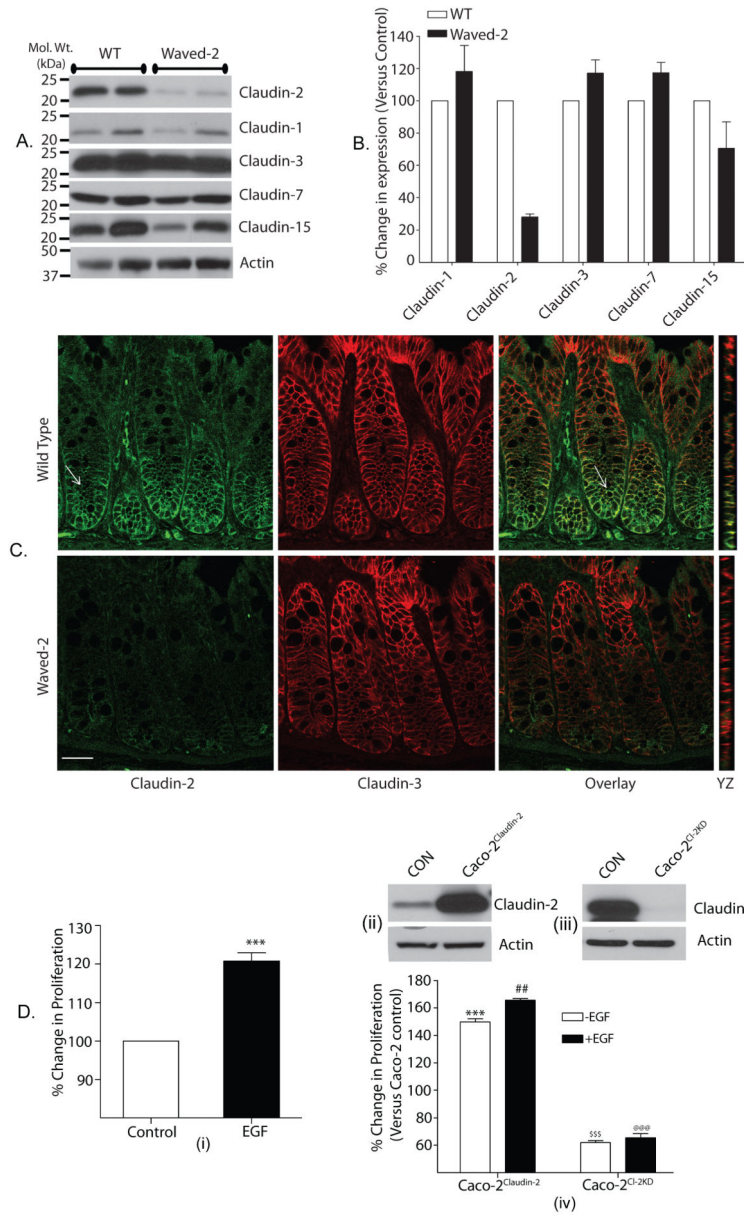 A.
Mol. Wt.
(kDa)
WT
Waved-2
25
20
Claudin-2
25
20
Claudin-1
25
20
Claudin-3
25
20
Claudin-7
25
20
Claudin-15
50
37
Actin
B.
WT
Waved-2
% Change in expression (Versus Control)
140
120
100
80
60
40
20
0
Claudin-1
Claudin-2
Claudin-3
Claudin-7
Claudin-15
C.
Wild Type
Waved-2
Claudin-2
Claudin-3
Overlay
YZ
D.
% Change in Proliferation
130
120
110
100
90
***
Control
EGF
(i)
CON
Caco-2Claudin-2
(ii)
Claudin-2
Actin
CON
Caco-2Cl-2KD
(iii)
Claudin
Actin
% Change in Proliferation
(Versus Caco-2 control)
180
160
140
120
100
80
60
***
##
$$$
@@@
-EGF
+EGF
Caco-2Claudin-2
Caco-2Cl-2KD
(iv)